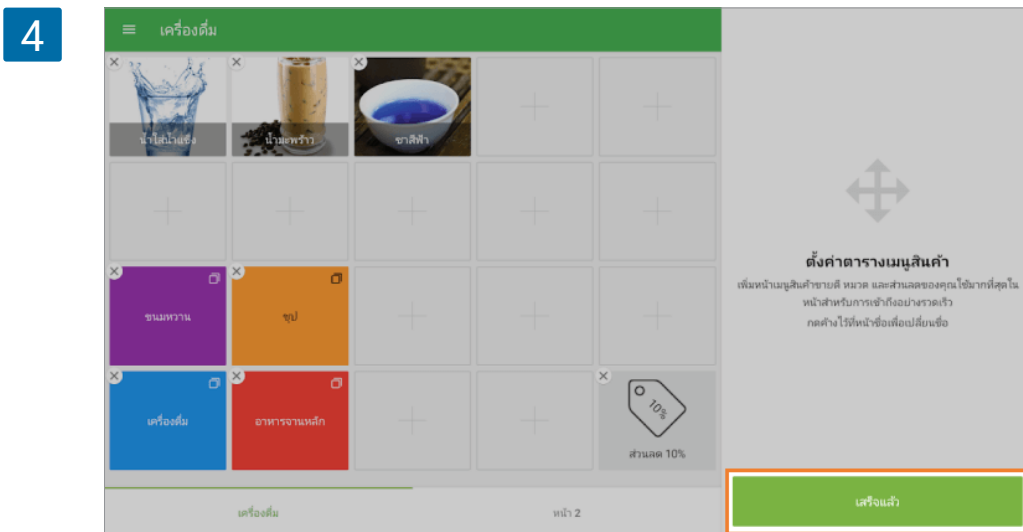 4
เครื่องดื่ม
น้ำใส่น้ำแข็ง
น้ำมะพร้าว
ชาสีฟ้า
ตั้งค่าตารางเมนูสินค้า
เพิ่มหน้าเมนูสินค้าขายดี หมวด และส่วนลดของคุณใช้มากที่สุดใน
หน้าสำหรับการเข้าถึงอย่างรวดเร็ว
กดค้างไว้ที่หน้าชื่อเพื่อเปลี่ยนชื่อ
ขนมหวาน
ซุป
เครื่องดื่ม
อาหารจานหลัก
10%
ส่วนลด 10%
เสร็จแล้ว
เครื่องดื่ม
หน้า 2